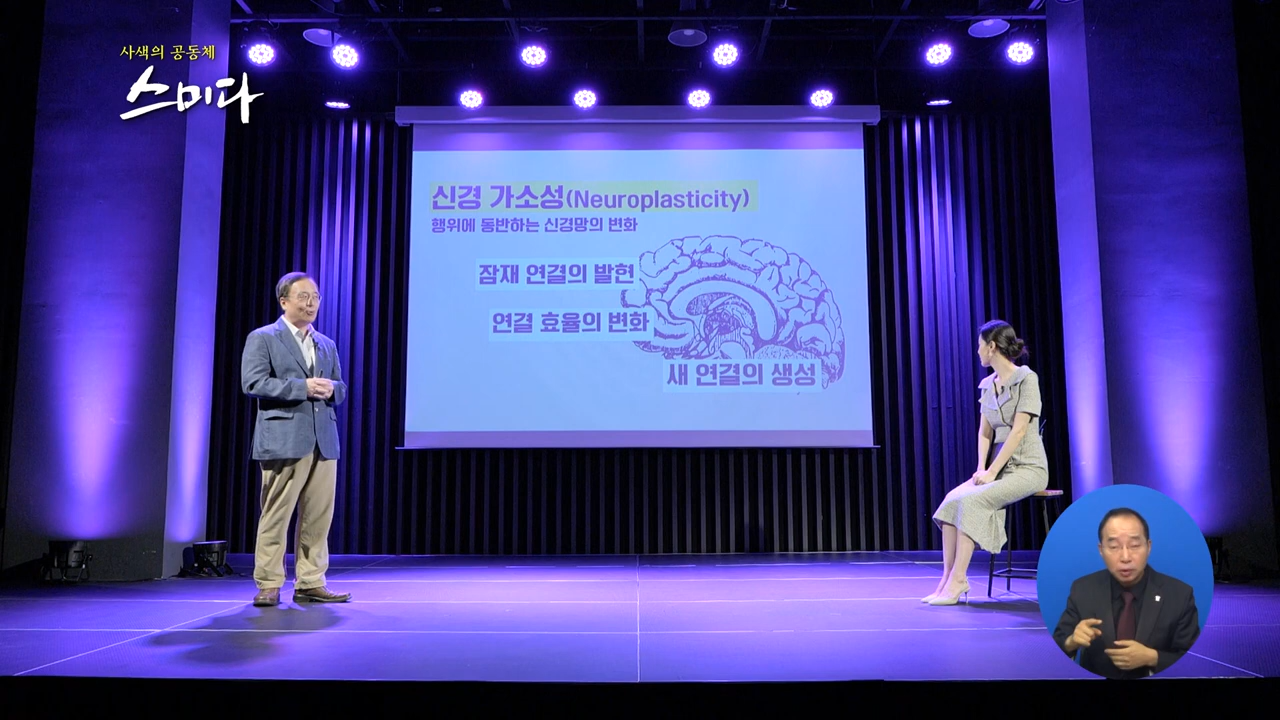 사색의 공동체
스미다
신경 가소성(Neuroplasticity)
행위에 동반하는 신경망의 변화
잠재 연결의 발현
연결 효율의 변화
새 연결의 생성